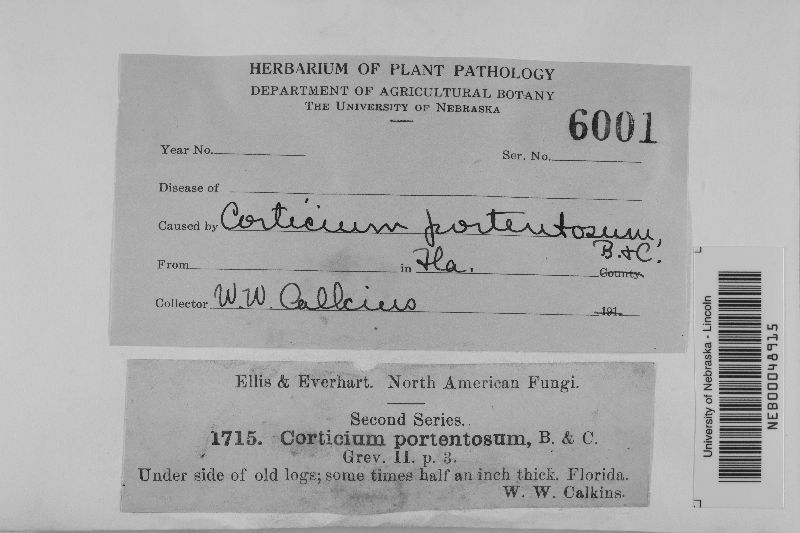 HERBARIUM OF PLANT PATHOLOGY
DEPARTMENT OF AGRICULTURAL BOTANY
THE UNIVERSITY OF NEBRASKA
6001
Year No. Ser. No.
Disease of
Caused by Corticium portentosum,
B. & C.
From in Fla. County.
Collector W. W. Calkins 191
Ellis & Everhart. North American Fungi.
Second Series.
1715. Corticium portentosum, B. & C.
Grev. II. p. 3.
Under side of old logs; some times half an inch thick. Florida.
W. W. Calkins.
University of Nebraska - Lincoln
NEB00048915